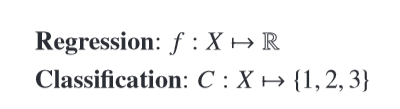 Regression: f : X ↦ ℝ
Classification: C : X ↦ {1, 2, 3}